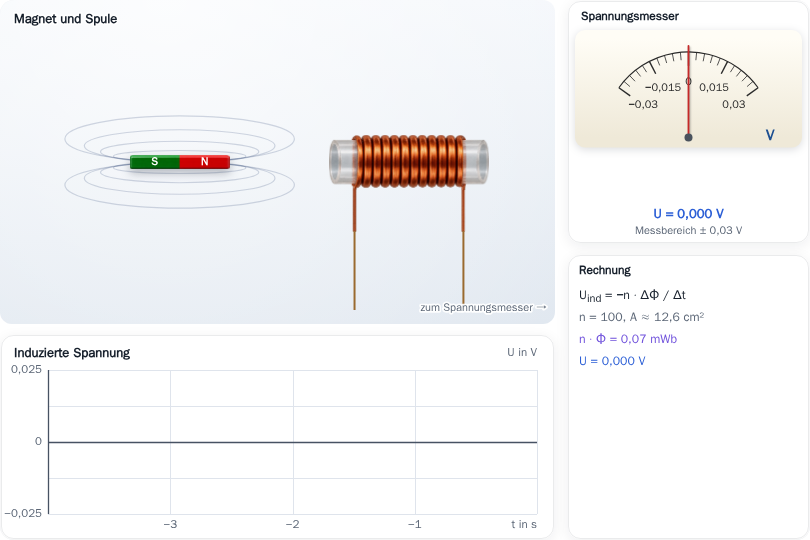 Magnet und Spule
S N
zum Spannungsmesser →
Spannungsmesser
−0,03 −0,015 0 0,015 0,03
V
U = 0,000 V
Messbereich ± 0,03 V
Induzierte Spannung
U in V
0,025
0
−0,025
−3 −2 −1 t in s
Rechnung
Uind = −n · ΔΦ / Δt
n = 100, A ≈ 12,6 cm²
n · Φ = 0,07 mWb
U = 0,000 V